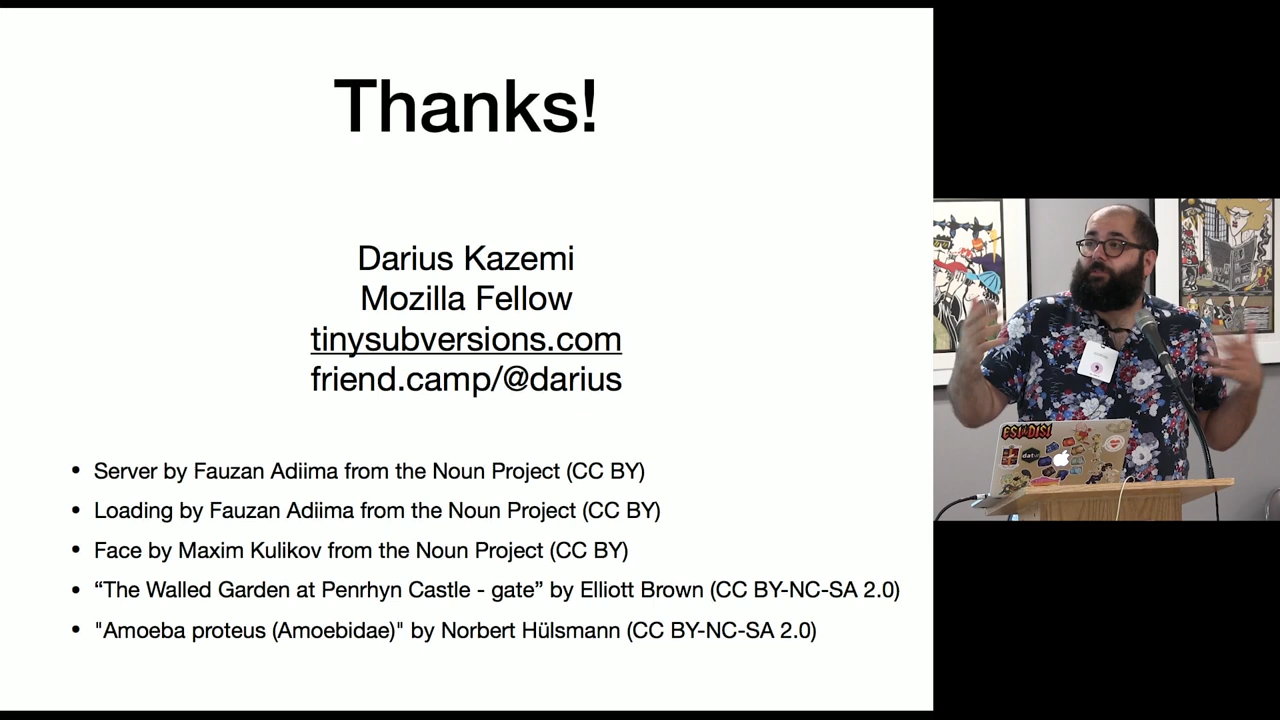 Thanks!
Darius Kazemi
Mozilla Fellow
tinysubversions.com
friend.camp/@darius
• Server by Fauzan Adiima from the Noun Project (CC BY)
• Loading by Fauzan Adiima from the Noun Project (CC BY)
• Face by Maxim Kulikov from the Noun Project (CC BY)
• “The Walled Garden at Penrhyn Castle - gate” by Elliott Brown (CC BY-NC-SA 2.0)
• "Amoeba proteus (Amoebidae)" by Norbert Hülsmann (CC BY-NC-SA 2.0)